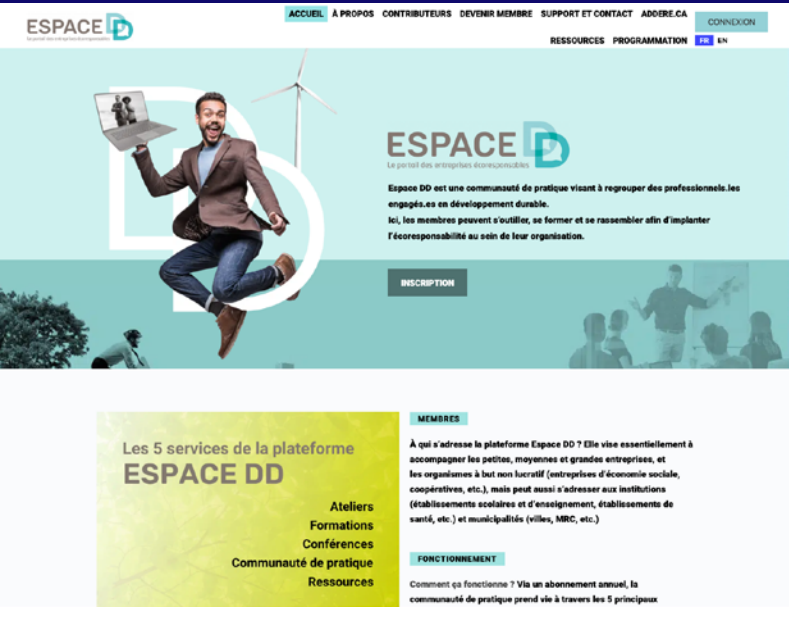 ESPACE DD
Le portail des entreprises écoresponsables
ACCUEIL À PROPOS CONTRIBUTEURS DEVENIR MEMBRE SUPPORT ET CONTACT ADDERE.CA
CONNEXION
RESSOURCES PROGRAMMATION FR EN
ESPACE DD
Le portail des entreprises écoresponsables
Espace DD est une communauté de pratique visant à regrouper des professionnels.les
engagés.es en développement durable.
Ici, les membres peuvent s'outiller, se former et se rassembler afin d'implanter
l'écoresponsabilité au sein de leur organisation.
INSCRIPTION
Les 5 services de la plateforme
ESPACE DD
Ateliers
Formations
Conférences
Communauté de pratique
Ressources
MEMBRES
À qui s'adresse la plateforme Espace DD ? Elle vise essentiellement à
accompagner les petites, moyennes et grandes entreprises, et
les organismes à but non lucratif (entreprises d'économie sociale,
coopératives, etc.), mais peut aussi s'adresser aux institutions
(établissements scolaires et d'enseignement, établissements de
santé, etc.) et municipalités (villes, MRC, etc.)
FONCTIONNEMENT
Comment ça fonctionne ? Via un abonnement annuel, la
communauté de pratique prend vie à travers les 5 principaux